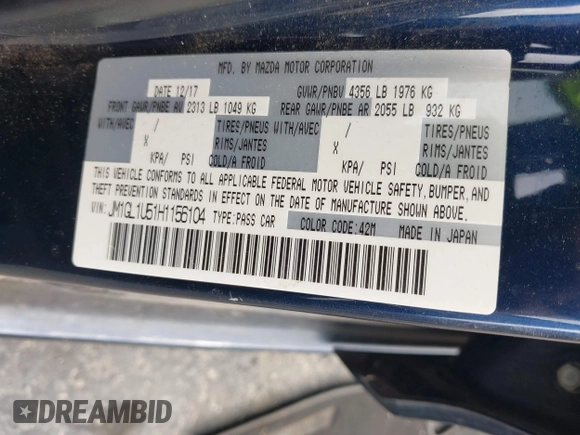 MFD. BY MAZDA MOTOR CORPORATION
DATE 12/17 GVWR/PNBV 4356 LB 1976 KG
FRONT GAWR/PNBE AV 2313 LB 1049 KG REAR GAWR/PNBE AR 2055 LB 932 KG
WITH/AVEC / TIRES/PNEUS WITH/AVEC / TIRES/PNEUS
X RIMS/JANTES X RIMS/JANTES
KPA/ PSI COLD/A FROID KPA/ PSI COLD/A FROID
THIS VEHICLE CONFORMS TO ALL APPLICABLE FEDERAL MOTOR VEHICLE SAFETY, BUMPER, AND
THEFT PREVENTION STANDARDS IN EFFECT ON THE DATE OF MANUFACTURE SHOWN ABOVE.
VIN: JM1GL1U51H1156104 TYPE: PASS CAR COLOR CODE: 42M MADE IN JAPAN
DREAMBID